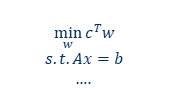 min c^T w
w
s.t. Ax = b
....